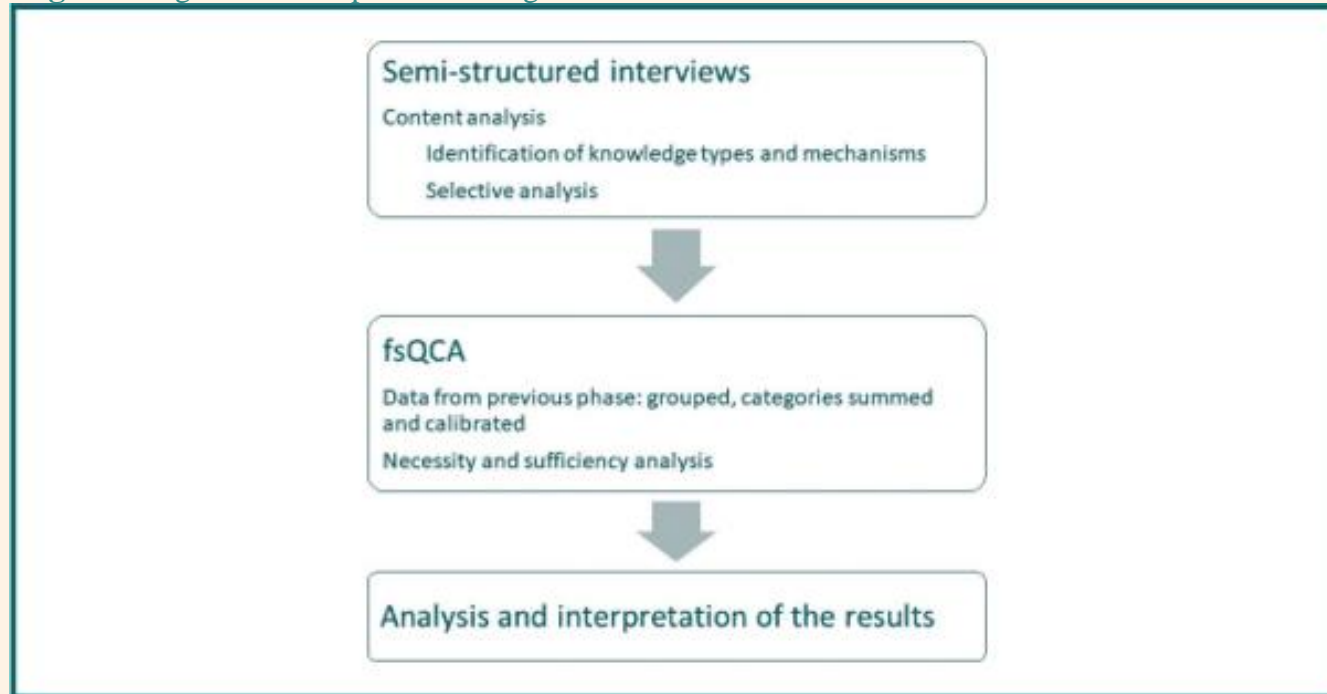 Semi-structured interviews
Content analysis
Identification of knowledge types and mechanisms
Selective analysis
fsQCA
Data from previous phase: grouped, categories summed
and calibrated
Necessity and sufficiency analysis
Analysis and interpretation of the results